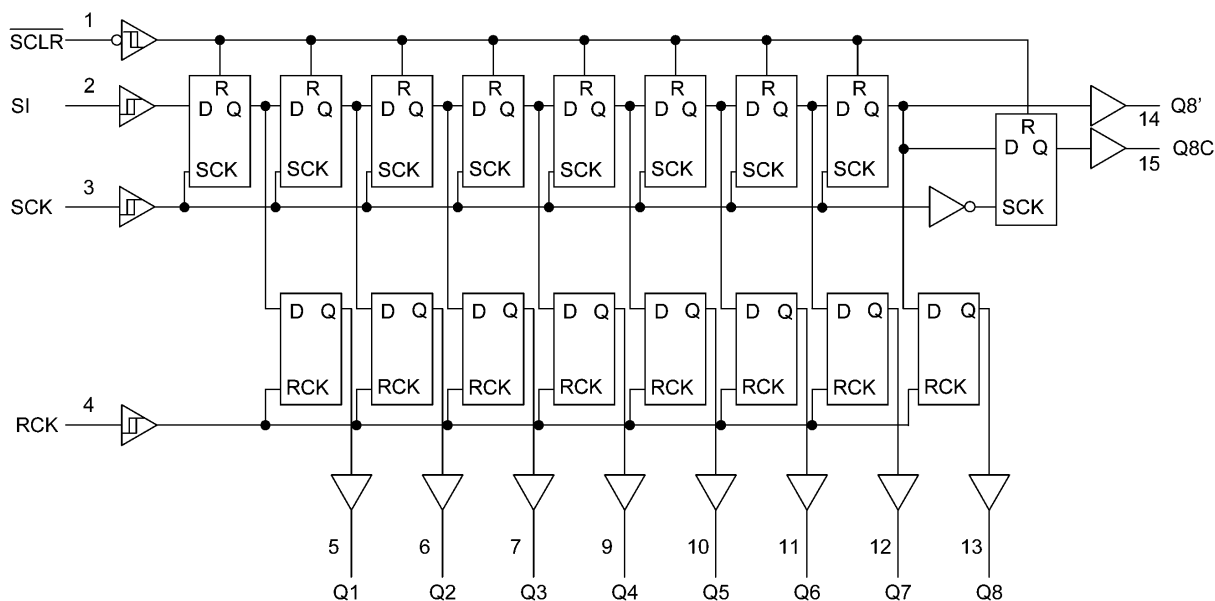 1
SCLR
R R R R R R R R
2
SI
D Q D Q D Q D Q D Q D Q D Q D Q
Q8'
14
R
D Q
Q8C
15
SCK SCK SCK SCK SCK SCK SCK SCK
3
SCK
SCK
D Q D Q D Q D Q D Q D Q D Q D Q
RCK RCK RCK RCK RCK RCK RCK RCK
4
RCK
5 6 7 9 10 11 12 13
Q1 Q2 Q3 Q4 Q5 Q6 Q7 Q8